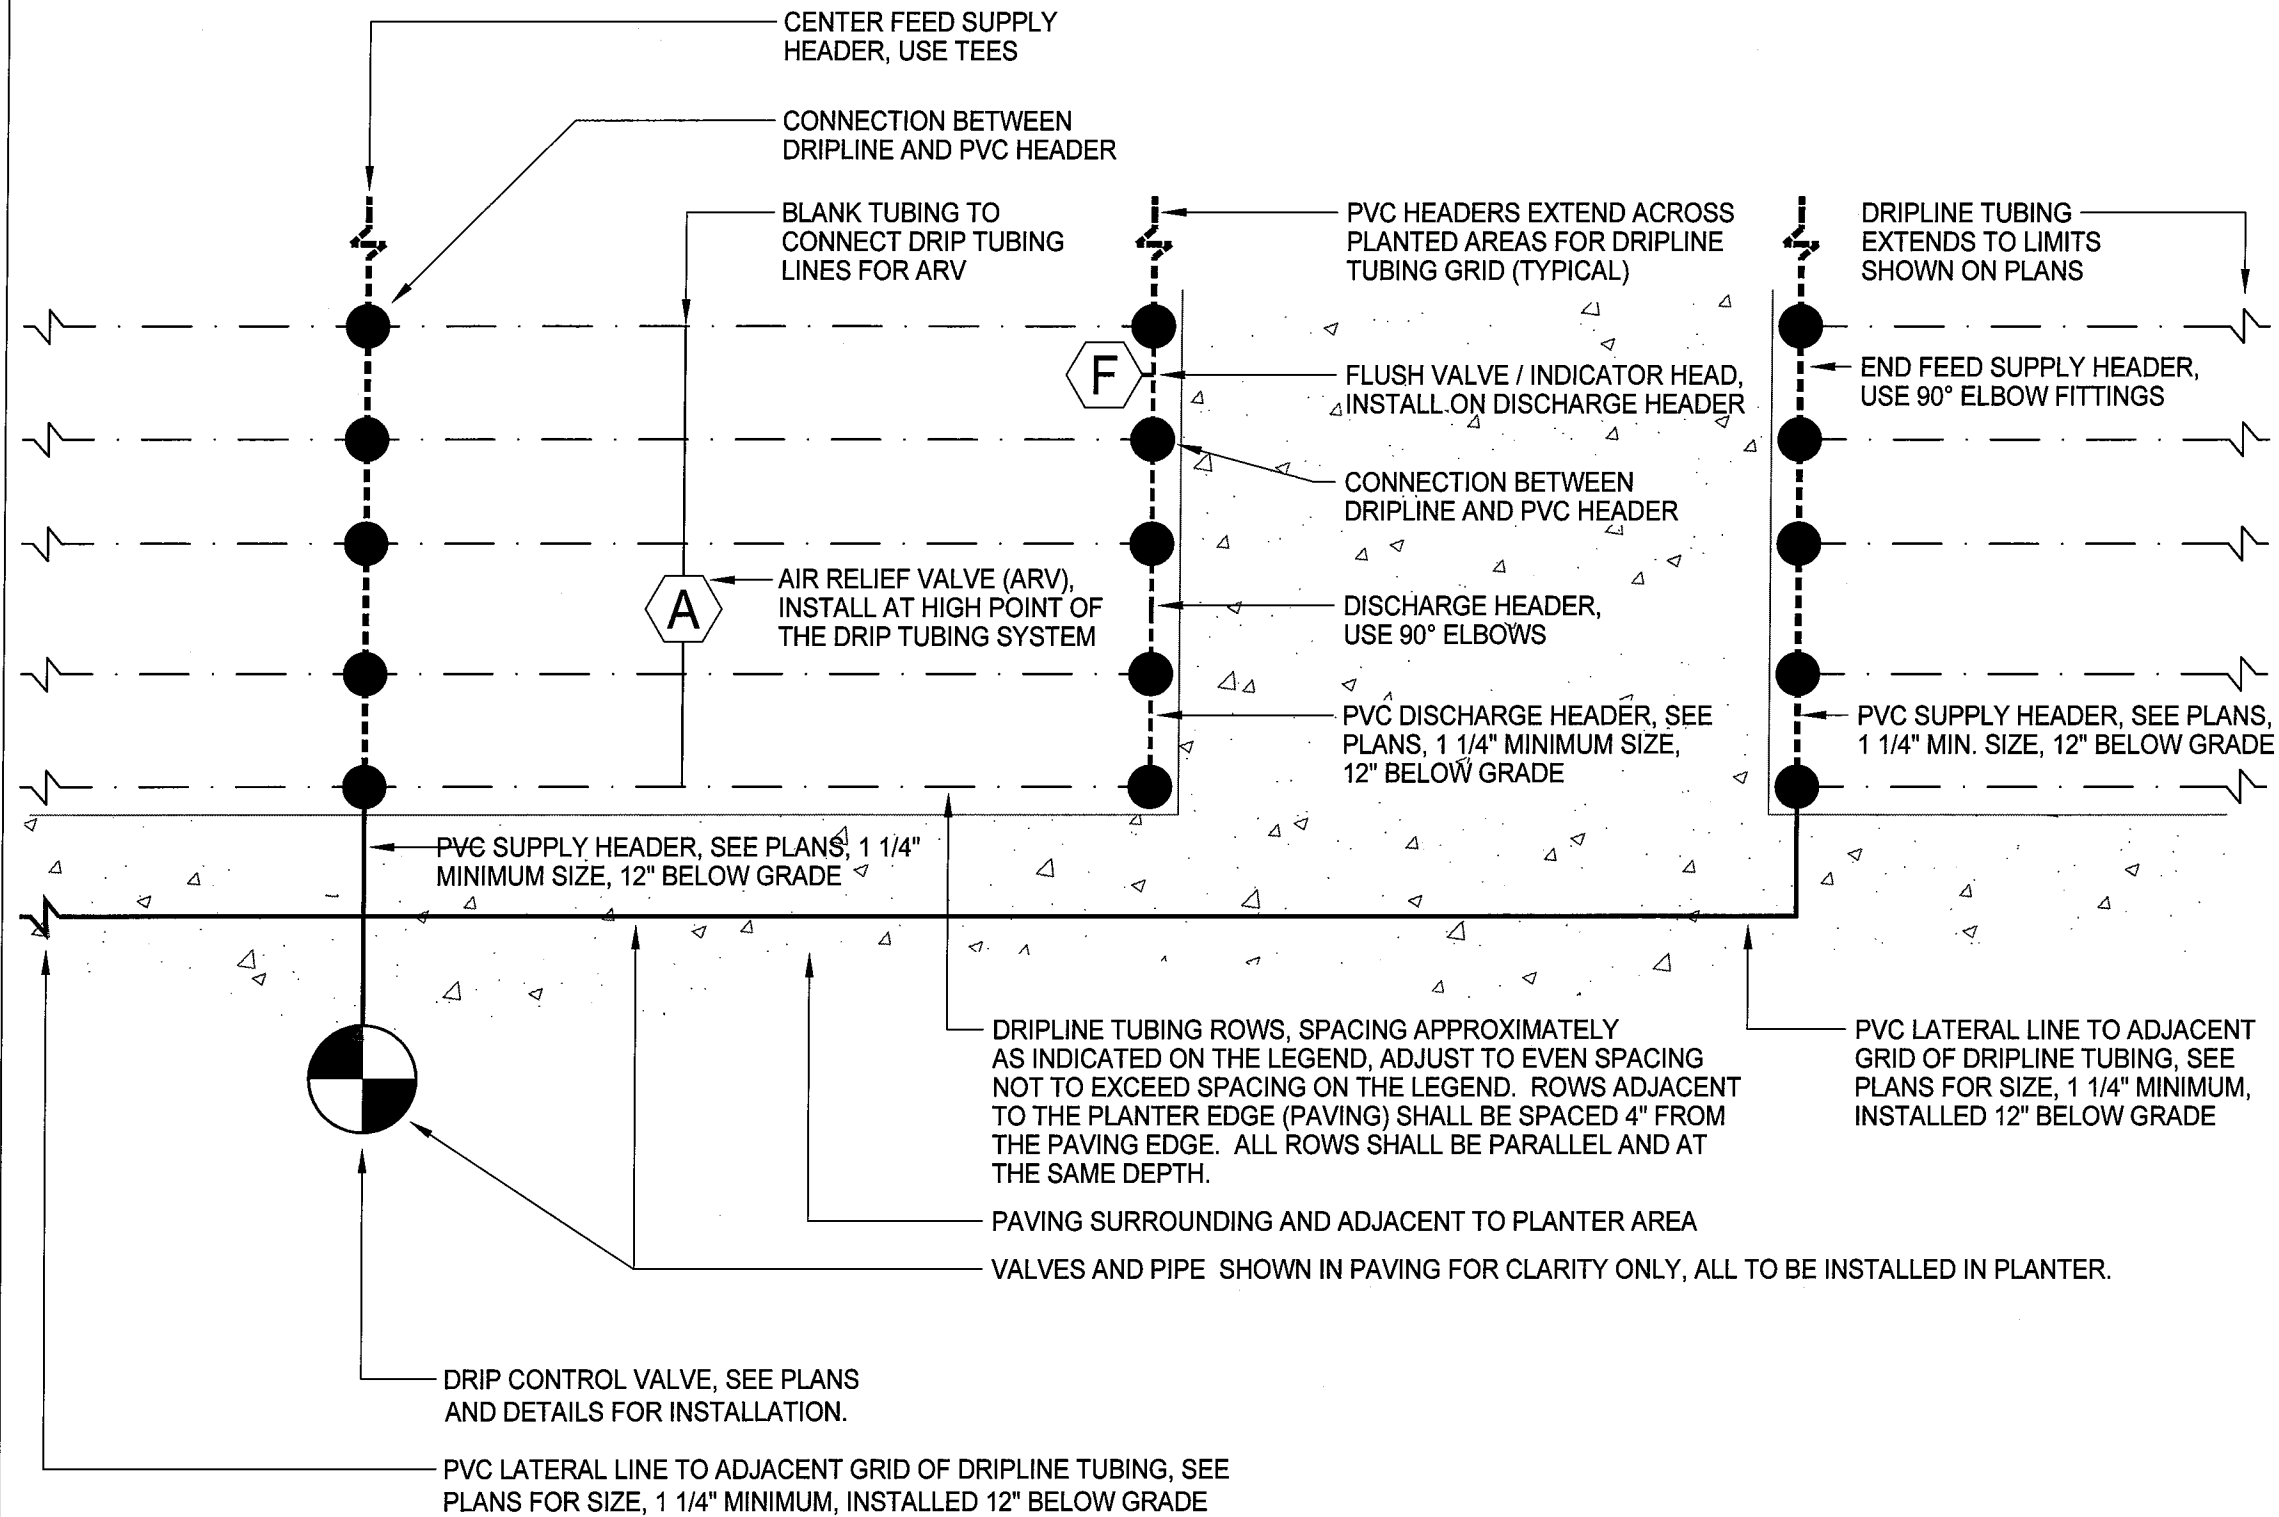 CENTER FEED SUPPLY
HEADER, USE TEES
CONNECTION BETWEEN
DRIPLINE AND PVC HEADER
BLANK TUBING TO
CONNECT DRIP TUBING
LINES FOR ARV
PVC HEADERS EXTEND ACROSS
PLANTED AREAS FOR DRIPLINE
TUBING GRID (TYPICAL)
DRIPLINE TUBING
EXTENDS TO LIMITS
SHOWN ON PLANS
F
FLUSH VALVE / INDICATOR HEAD,
INSTALL ON DISCHARGE HEADER
END FEED SUPPLY HEADER,
USE 90° ELBOW FITTINGS
CONNECTION BETWEEN
DRIPLINE AND PVC HEADER
A
AIR RELIEF VALVE (ARV),
INSTALL AT HIGH POINT OF
THE DRIP TUBING SYSTEM
DISCHARGE HEADER,
USE 90° ELBOWS
PVC DISCHARGE HEADER, SEE
PLANS, 1 1/4" MINIMUM SIZE,
12" BELOW GRADE
PVC SUPPLY HEADER, SEE PLANS,
1 1/4" MIN. SIZE, 12" BELOW GRADE
PVC SUPPLY HEADER, SEE PLANS, 1 1/4"
MINIMUM SIZE, 12" BELOW GRADE
DRIPLINE TUBING ROWS, SPACING APPROXIMATELY
AS INDICATED ON THE LEGEND, ADJUST TO EVEN SPACING
NOT TO EXCEED SPACING ON THE LEGEND. ROWS ADJACENT
TO THE PLANTER EDGE (PAVING) SHALL BE SPACED 4" FROM
THE PAVING EDGE. ALL ROWS SHALL BE PARALLEL AND AT
THE SAME DEPTH.
PVC LATERAL LINE TO ADJACENT
GRID OF DRIPLINE TUBING, SEE
PLANS FOR SIZE, 1 1/4" MINIMUM,
INSTALLED 12" BELOW GRADE
PAVING SURROUNDING AND ADJACENT TO PLANTER AREA
VALVES AND PIPE SHOWN IN PAVING FOR CLARITY ONLY, ALL TO BE INSTALLED IN PLANTER.
DRIP CONTROL VALVE, SEE PLANS
AND DETAILS FOR INSTALLATION.
PVC LATERAL LINE TO ADJACENT GRID OF DRIPLINE TUBING, SEE
PLANS FOR SIZE, 1 1/4" MINIMUM, INSTALLED 12" BELOW GRADE